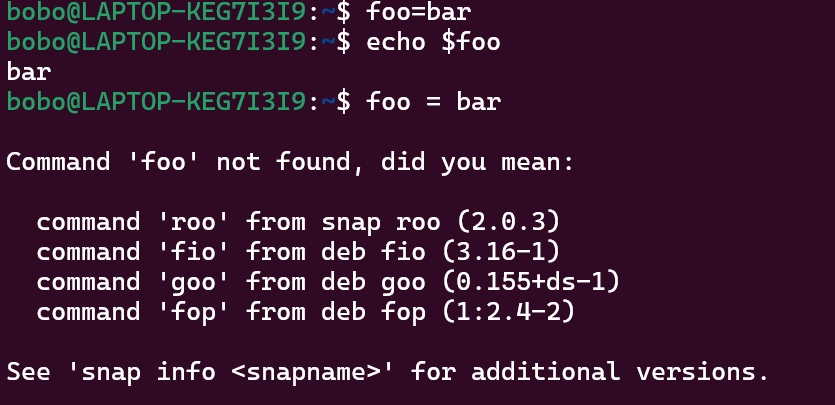 bobo@LAPTOP-KEG7I3I9:~$ foo=bar
bobo@LAPTOP-KEG7I3I9:~$ echo $foo
bar
bobo@LAPTOP-KEG7I3I9:~$ foo = bar
Command 'foo' not found, did you mean:
command 'roo' from snap roo (2.0.3)
command 'fio' from deb fio (3.16-1)
command 'goo' from deb goo (0.155+ds-1)
command 'fop' from deb fop (1:2.4-2)
See 'snap info <snapname>' for additional versions.